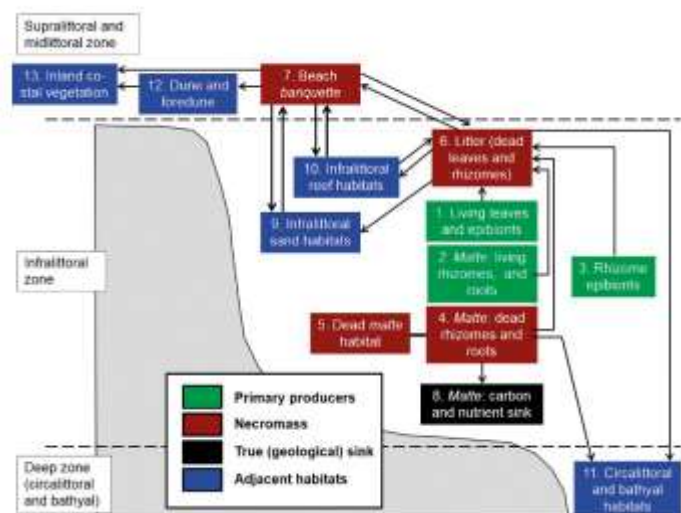 Supralittoral and
midlittoral zone
13. Inland co-
stal vegetation
12. Dune and
foredune
7. Beach
banquette
6. Litter (dead
leaves and
rhizomes)
10. Infralittoral
reef habitats
1. Living leaves
and epibionts
9. Infralittoral
sand habitats
2. Matte: living
rhizomes, and
roots
3. Rhizome
epibionts
Infralittoral
zone
5. Dead matte
habitat
4. Matte: dead
rhizomes and
roots
8. Matte: carbon
and nutrient sink
Primary producers
Necromass
True (geological) sink
Adjacent habitats
Deep zone
(circalittoral
and bathyal)
11. Circalittoral
and bathyal
habitats